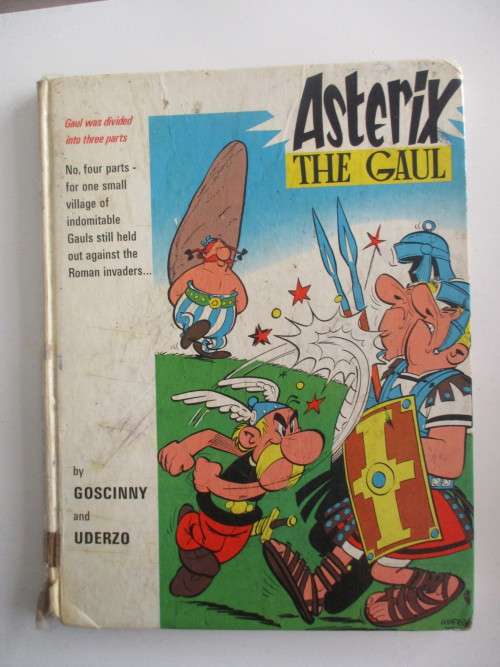 Asterix
THE GAUL
Gaul was divided
into three parts
No, four parts -
for one small
village of
indomitable
Gauls still held
out against the
Roman invaders...
by
GOSCINNY
and
UDERZO